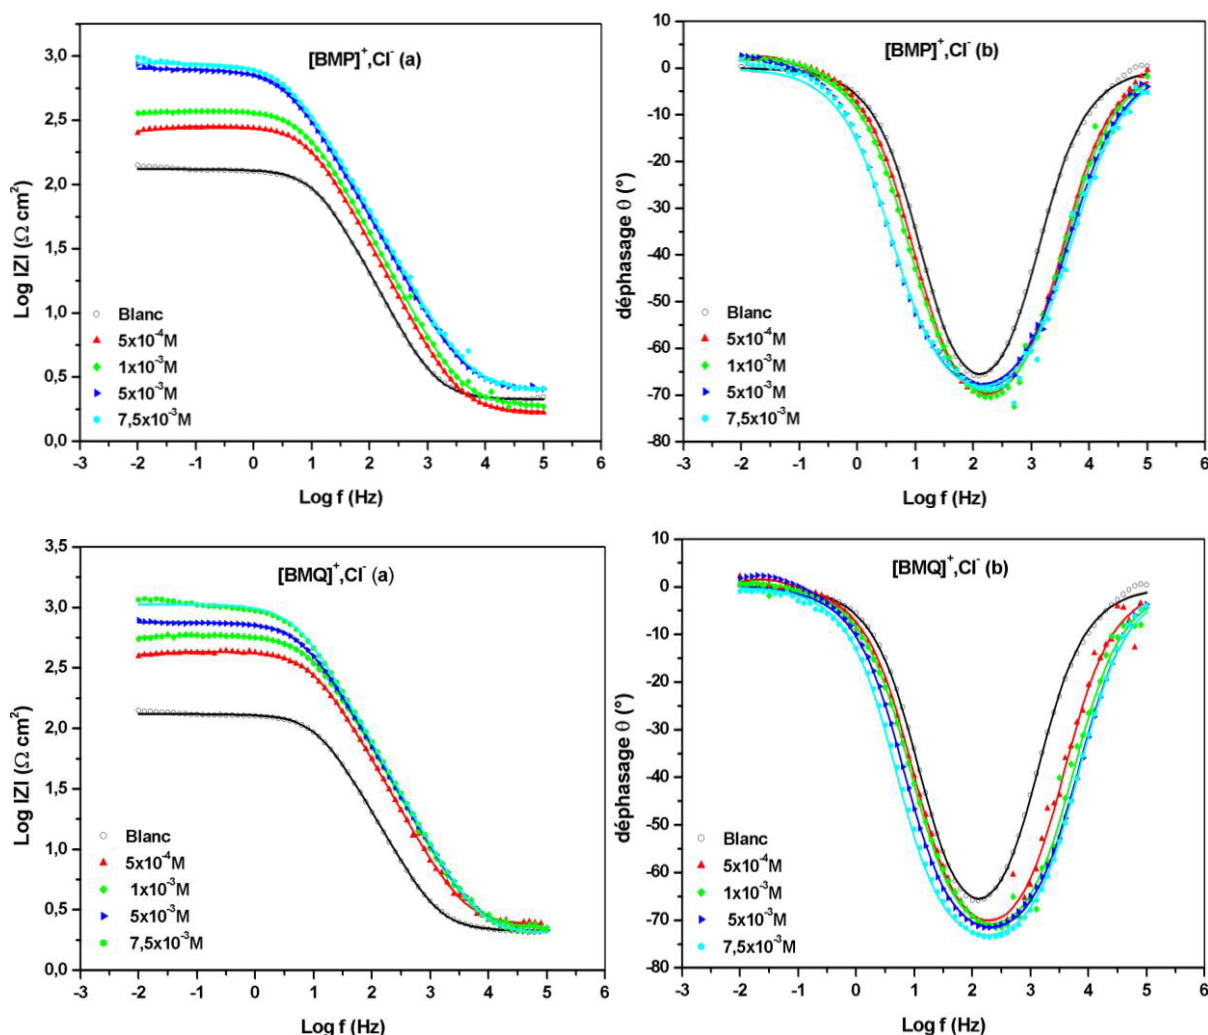 [BMP]⁺,Cl⁻ (a)
Log |Z| (Ω cm²)
3,0
2,5
2,0
1,5
1,0
0,5
0,0
Blanc
5x10⁻⁴M
1x10⁻³M
5x10⁻³M
7,5x10⁻³M
-3 -2 -1 0 1 2 3 4 5 6
Log f (Hz)
[BMP]⁺,Cl⁻ (b)
déphasage θ (°)
10
0
-10
-20
-30
-40
-50
-60
-70
-80
Blanc
5x10⁻⁴M
1x10⁻³M
5x10⁻³M
7,5x10⁻³M
-3 -2 -1 0 1 2 3 4 5 6
Log f (Hz)
[BMQ]⁺,Cl⁻ (a)
Log |Z| (Ω cm²)
3,5
3,0
2,5
2,0
1,5
1,0
0,5
0,0
Blanc
5x10⁻⁴M
1x10⁻³M
5x10⁻³M
7,5x10⁻³M
-3 -2 -1 0 1 2 3 4 5 6
Log f (Hz)
[BMQ]⁺,Cl⁻ (b)
déphasage θ (°)
10
0
-10
-20
-30
-40
-50
-60
-70
-80
Blanc
5x10⁻⁴M
1x10⁻³M
5x10⁻³M
7,5x10⁻³M
-3 -2 -1 0 1 2 3 4 5 6
Log f (Hz)